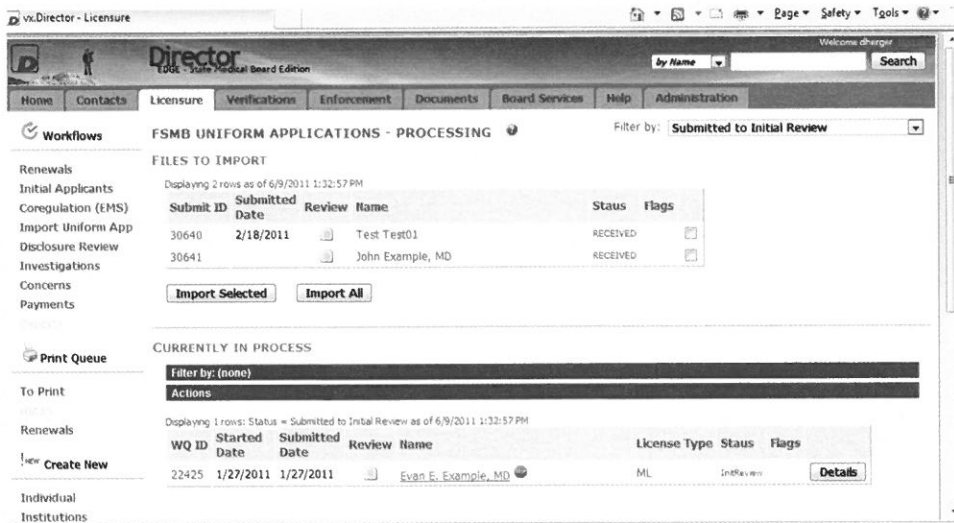 vx.Director - Licensure
Page Safety Tools
Welcome dherger
Director
EDGE - State Medical Board Edition
by Name Search
Home Contacts Licensure Verifications Enforcement Documents Board Services Help Administration
Workflows
Renewals
Initial Applicants
Coregulation (EMS)
Import Uniform App
Disclosure Review
Investigations
Concerns
Payments
Print Queue
To Print
Renewals
NEW Create New
Individual
Institutions
FSMB UNIFORM APPLICATIONS - PROCESSING
Filter by: Submitted to Initial Review
FILES TO IMPORT
Displaying 2 rows as of 6/9/2011 1:32:57 PM
Submit ID Submitted Date Review Name Staus Flags
30640 2/18/2011 Test Test01 RECEIVED
30641 John Example, MD RECEIVED
Import Selected Import All
CURRENTLY IN PROCESS
Filter by: (none)
Actions
Displaying 1 rows: Status = Submitted to Initial Review as of 6/9/2011 1:32:57 PM
WQ ID Started Date Submitted Date Review Name License Type Staus Flags
22425 1/27/2011 1/27/2011 Evan E. Example, MD ML InitReview Details